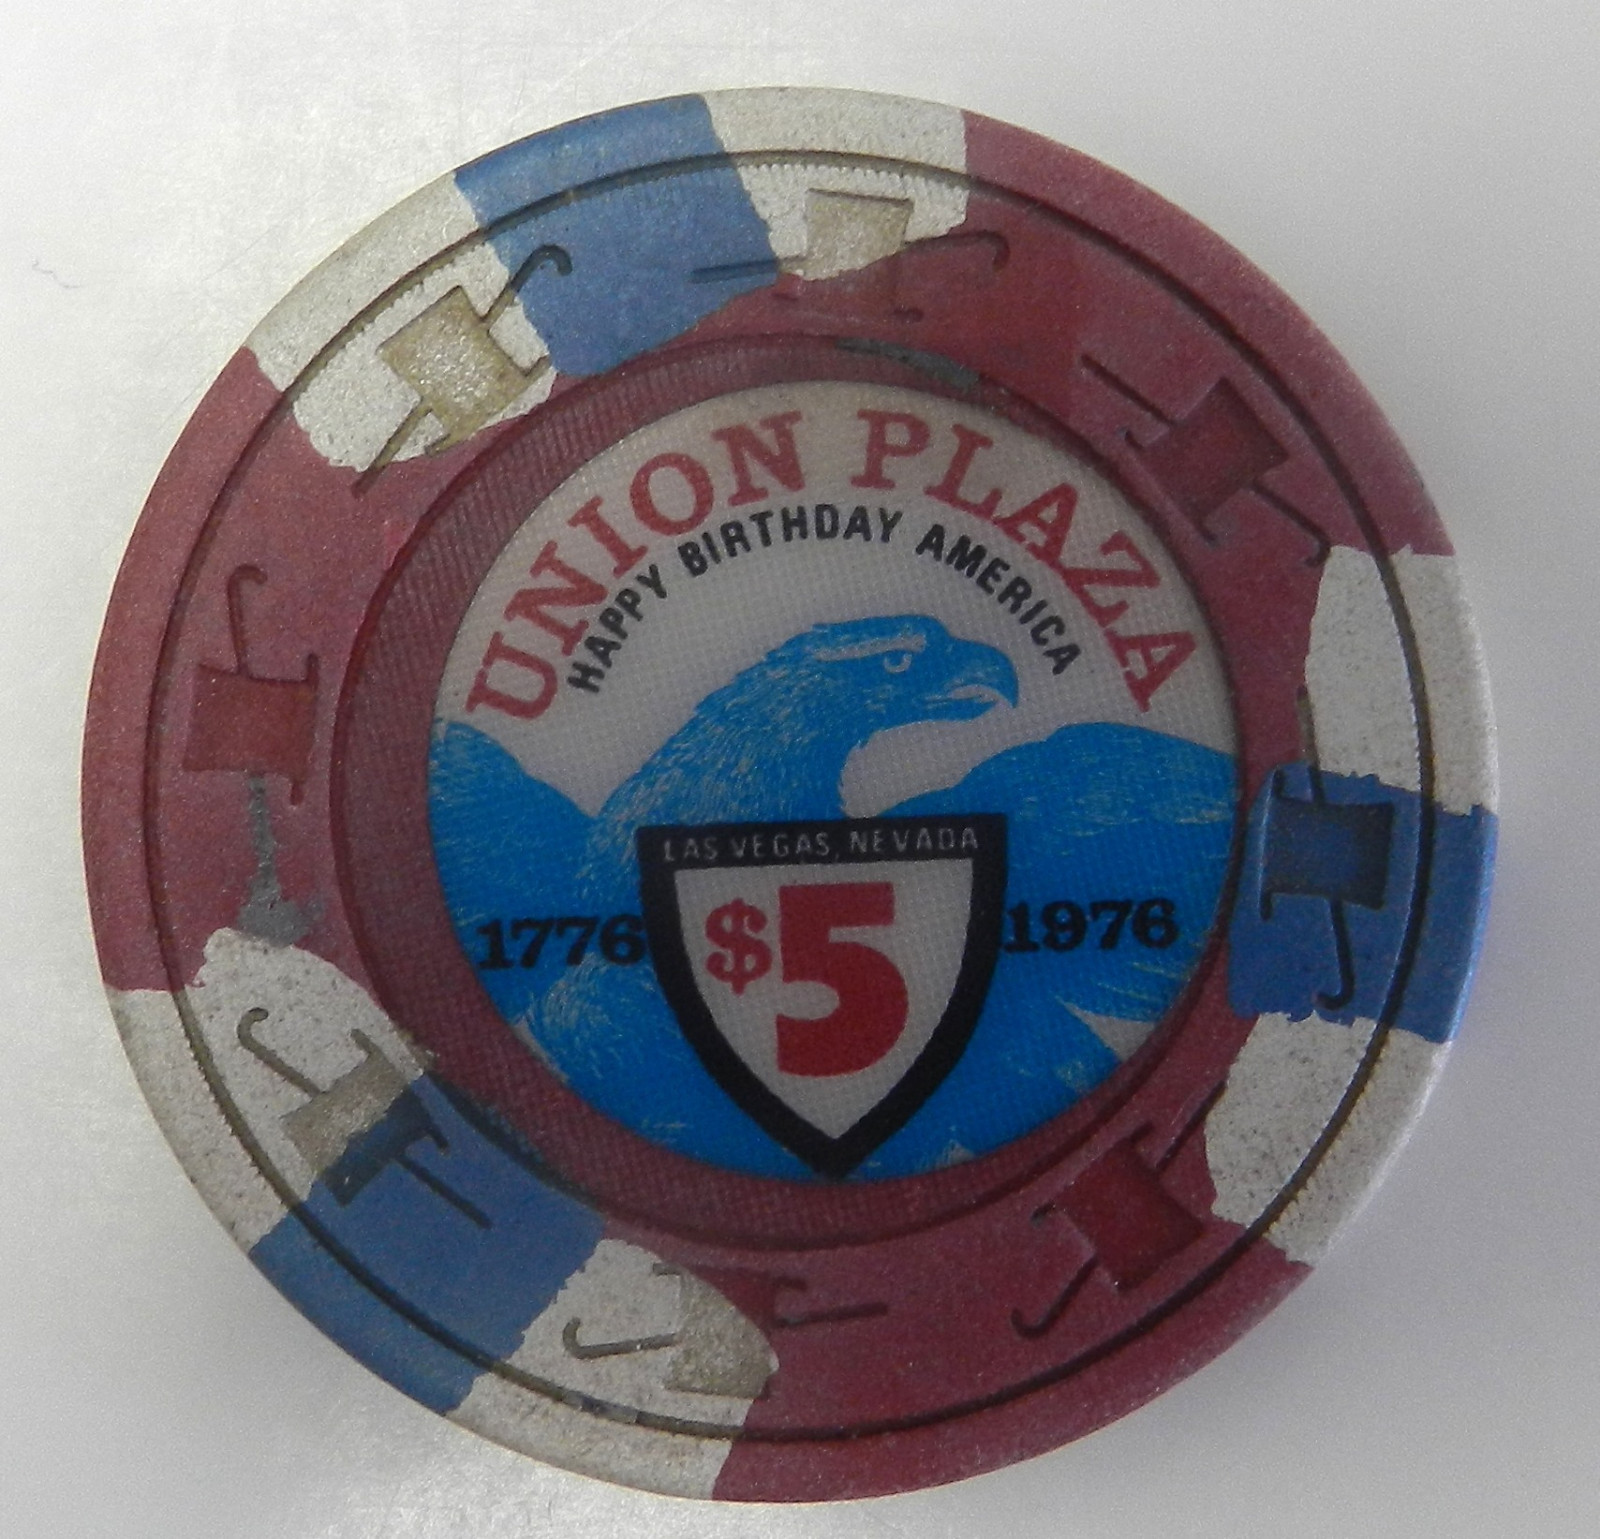 UNION PLAZA
HAPPY BIRTHDAY AMERICA
LAS VEGAS, NEVADA
1776 $5 1976